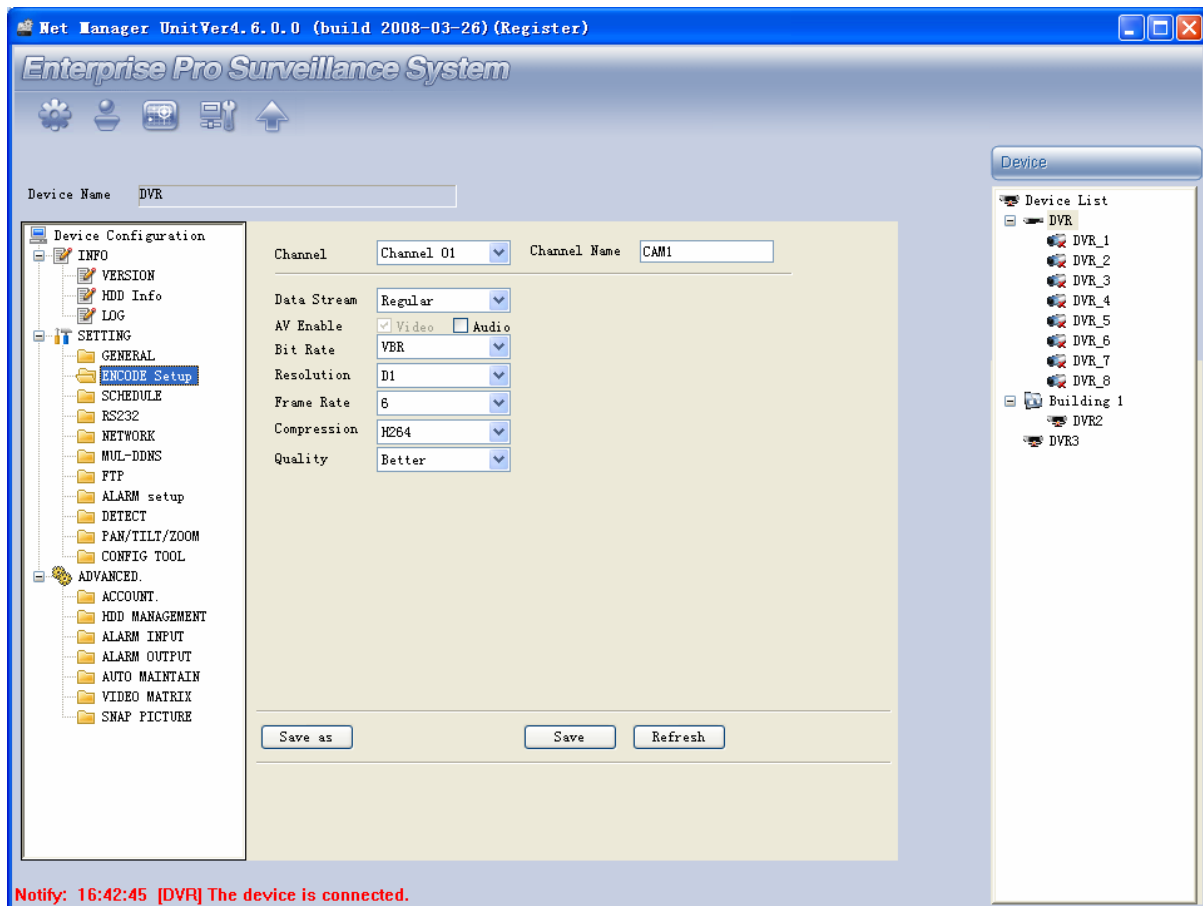 Net Manager UnitVer4.6.0.0 (build 2008-03-26)(Register)
Enterprise Pro Surveillance System
Device Name DVR
Device Configuration
INFO
VERSION
HDD Info
LOG
SETTING
GENERAL
ENCODE Setup
SCHEDULE
RS232
NETWORK
MUL-DDNS
FTP
ALARM setup
DETECT
PAN/TILT/ZOOM
CONFIG TOOL
ADVANCED.
ACCOUNT.
HDD MANAGEMENT
ALARM INPUT
ALARM OUTPUT
AUTO MAINTAIN
VIDEO MATRIX
SNAP PICTURE
Channel Channel 01 Channel Name CAM1
Data Stream Regular
AV Enable Video Audio
Bit Rate VBR
Resolution D1
Frame Rate 6
Compression H264
Quality Better
Save as Save Refresh
Device
Device List
DVR
DVR_1
DVR_2
DVR_3
DVR_4
DVR_5
DVR_6
DVR_7
DVR_8
Building 1
DVR2
DVR3
Notify: 16:42:45 [DVR] The device is connected.